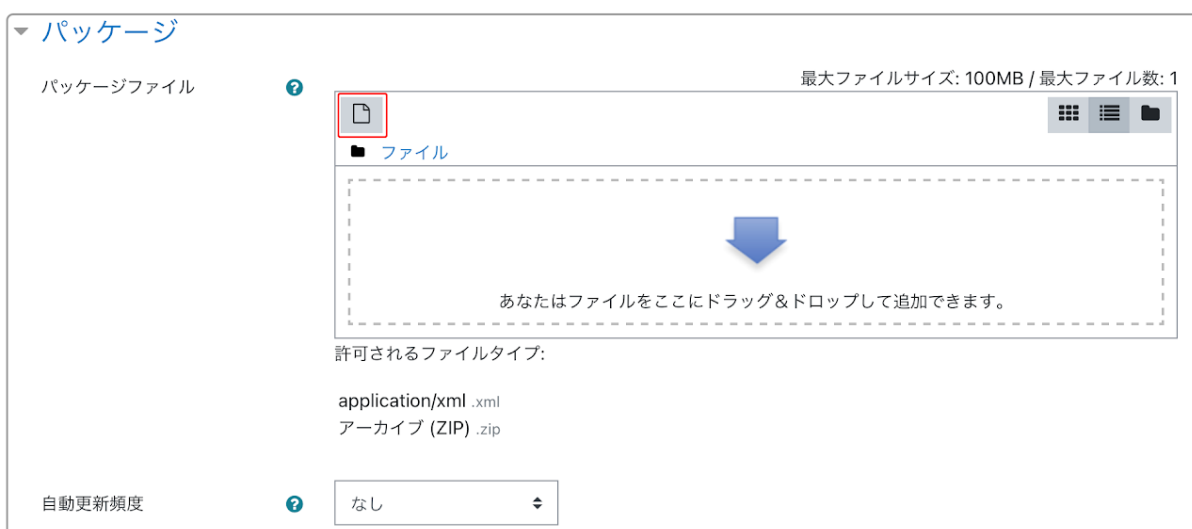 パッケージ
パッケージファイル
最大ファイルサイズ: 100MB / 最大ファイル数: 1
ファイル
あなたはファイルをここにドラッグ＆ドロップして追加できます。
許可されるファイルタイプ:
application/xml .xml
アーカイブ (ZIP) .zip
自動更新頻度
なし